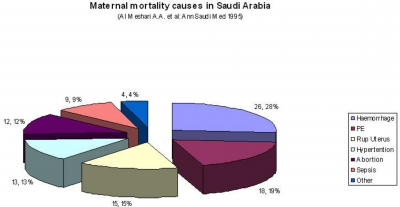 Maternal mortality causes in Saudi Arabia
(Al Meshari A.A. et al: Ann Saudi Med 1995)
4, 4%
9, 9%
26, 28%
12, 12%
13, 13%
15, 15%
18, 19%
Haemorrhage
PE
Rup Uterus
Hypertention
Abortion
Sepsis
Other